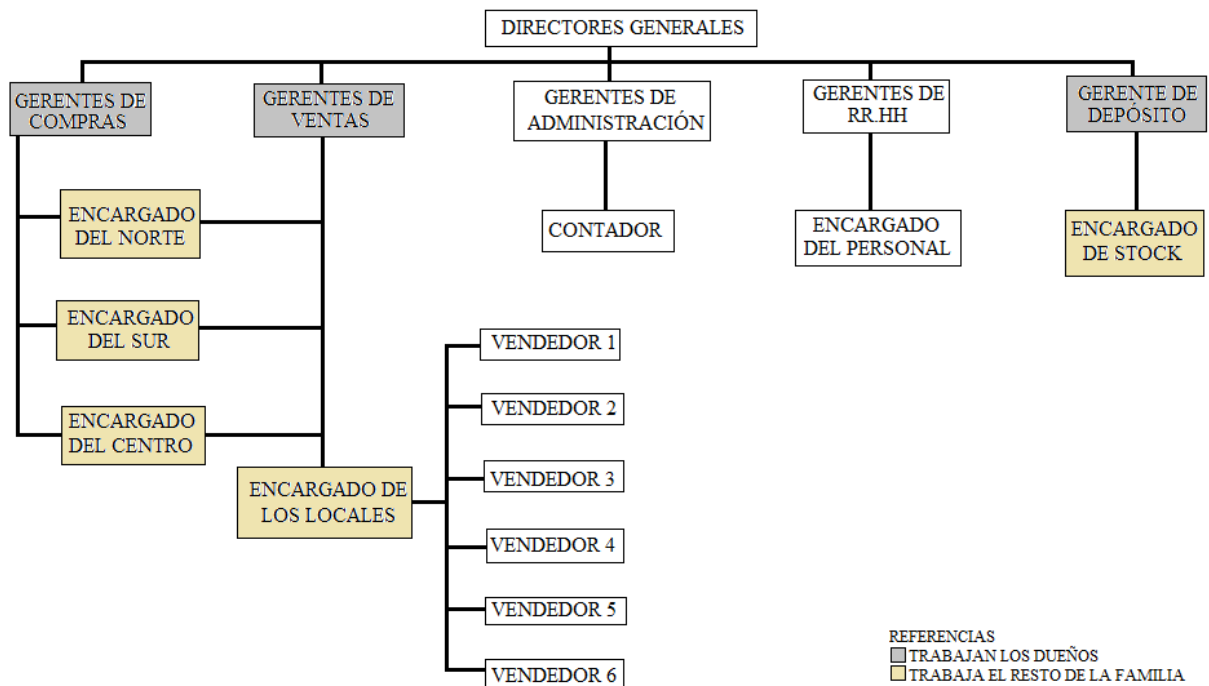 DIRECTORES GENERALES
GERENTES DE
COMPRAS
GERENTES DE
VENTAS
GERENTES DE
ADMINISTRACIÓN
GERENTES DE
RR.HH
GERENTE DE
DEPÓSITO
ENCARGADO
DEL NORTE
CONTADOR
ENCARGADO
DEL PERSONAL
ENCARGADO
DE STOCK
ENCARGADO
DEL SUR
ENCARGADO
DEL CENTRO
ENCARGADO DE
LOS LOCALES
VENDEDOR 1
VENDEDOR 2
VENDEDOR 3
VENDEDOR 4
VENDEDOR 5
VENDEDOR 6
REFERENCIAS
TRABAJAN LOS DUEÑOS
TRABAJA EL RESTO DE LA FAMILIA